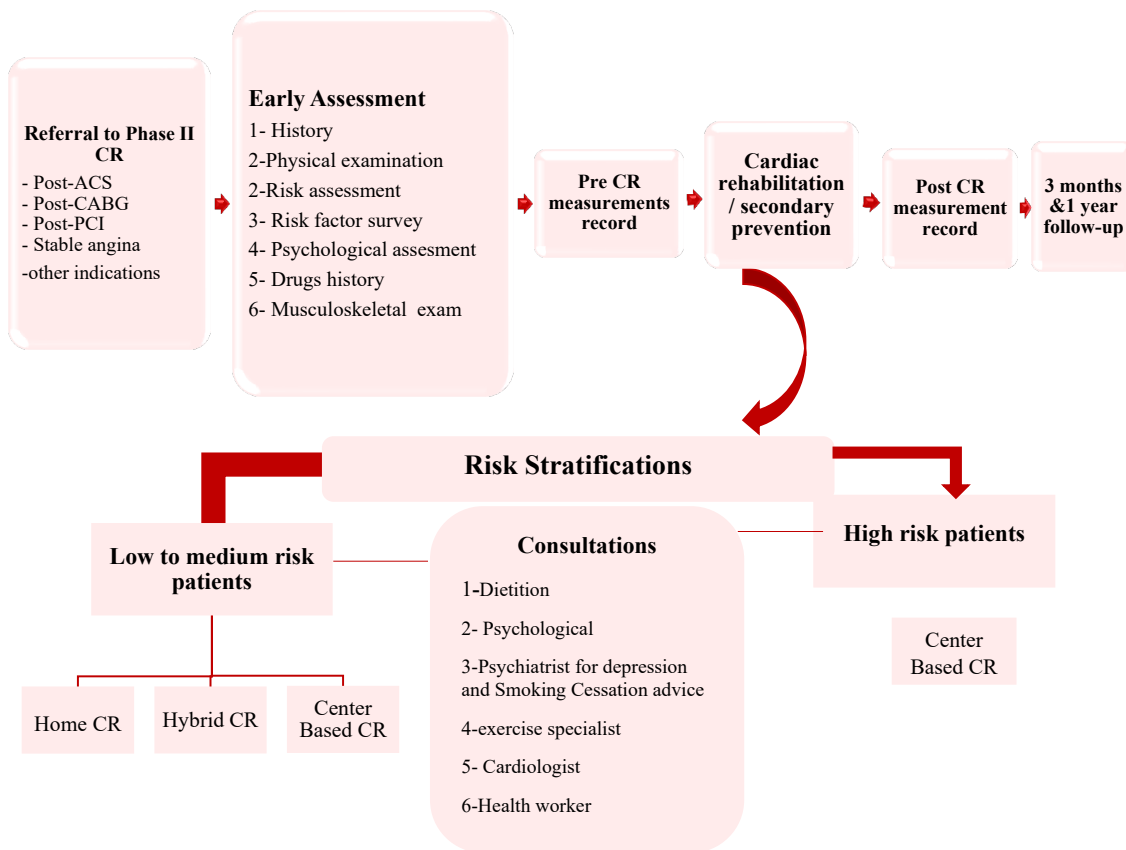 Referral to Phase II
CR
- Post-ACS
- Post-CABG
- Post-PCI
- Stable angina
-other indications
Early Assessment
1- History
2-Physical examination
2-Risk assessment
3- Risk factor survey
4- Psychological assesment
5- Drugs history
6- Musculoskeletal exam
Pre CR
measurements
record
Cardiac
rehabilitation
/ secondary
prevention
Post CR
measurement
record
3 months
&1 year
follow-up
Risk Stratifications
Low to medium risk
patients
Home CR
Hybrid CR
Center
Based CR
Consultations
1-Dietition
2- Psychological
3-Psychiatrist for depression
and Smoking Cessation advice
4-exercise specialist
5- Cardiologist
6-Health worker
High risk patients
Center
Based CR